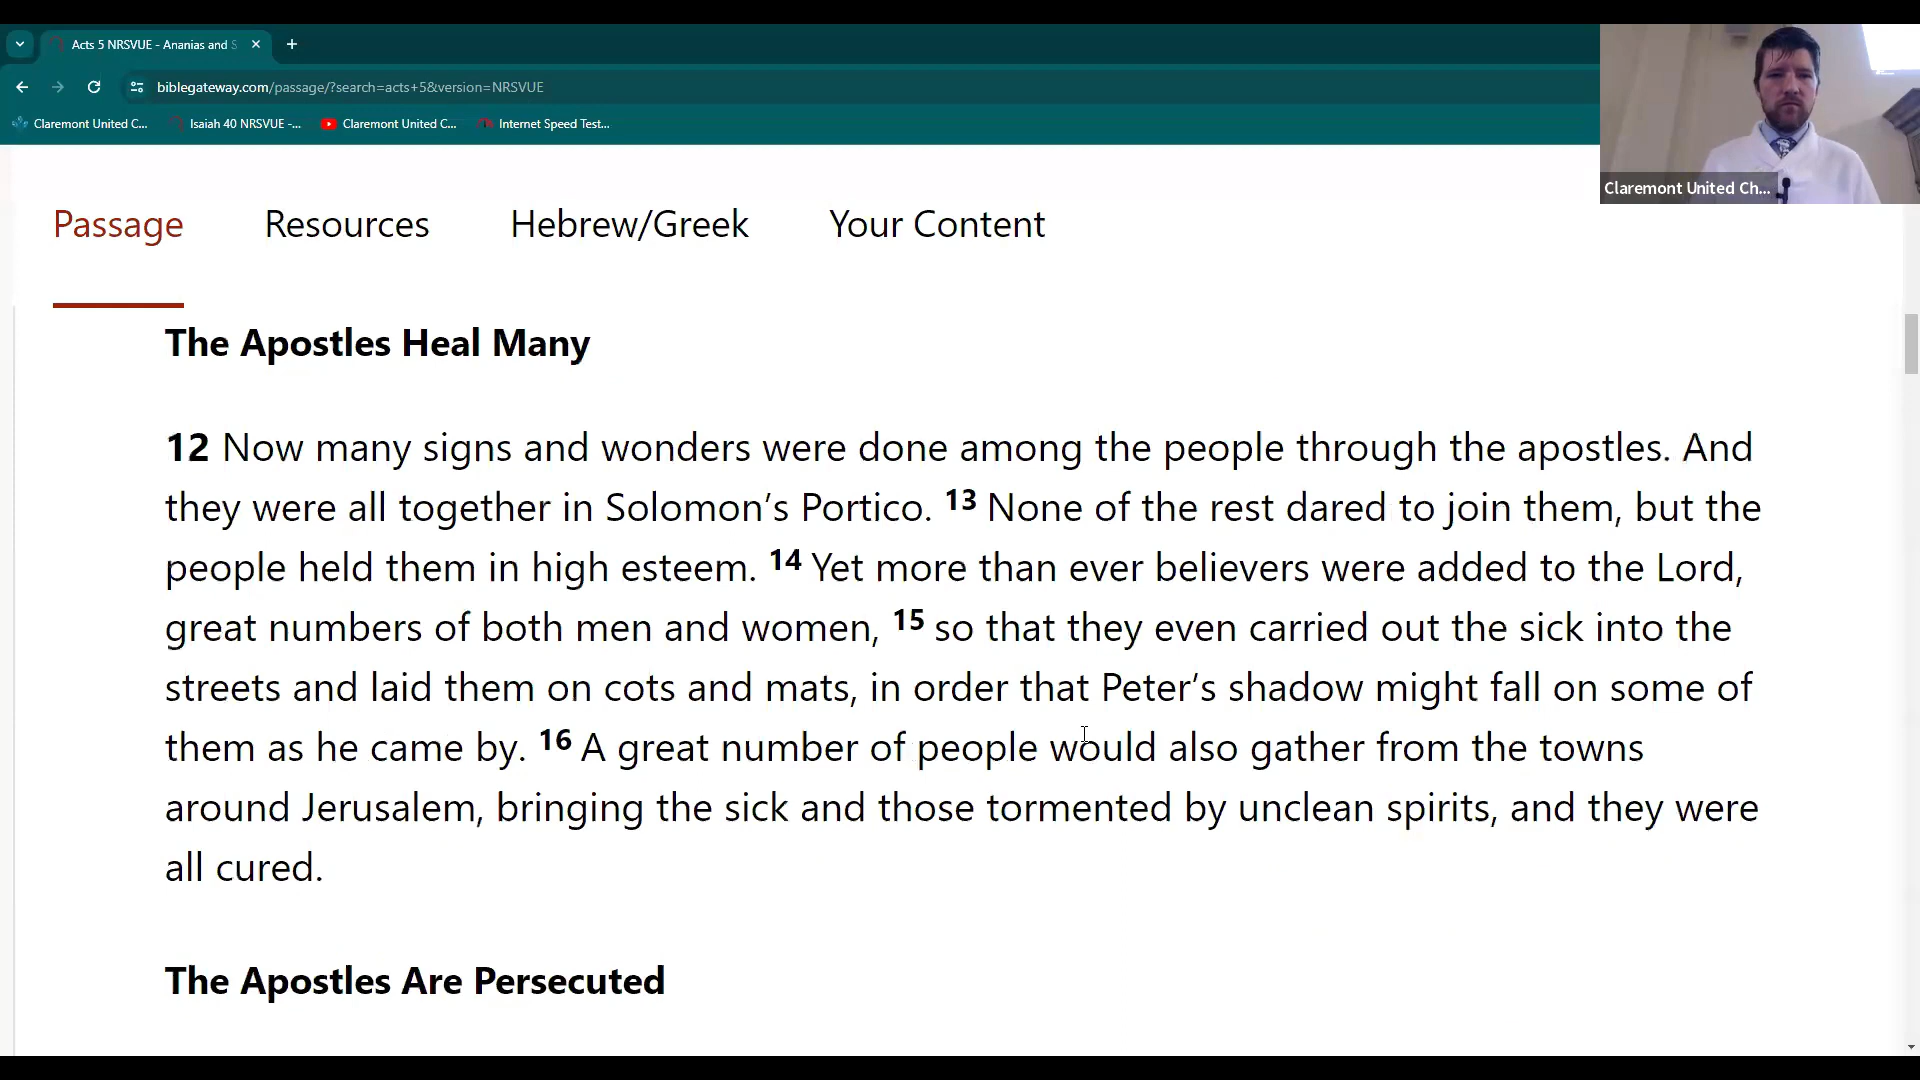 Acts 5 NRSVUE - Ananias and S
biblegateway.com/passage/?search=acts+5&version=NRSVUE
Claremont United C... Isaiah 40 NRSVUE -... Claremont United C... Internet Speed Test...
Claremont United Ch...
Passage Resources Hebrew/Greek Your Content
The Apostles Heal Many
12 Now many signs and wonders were done among the people through the apostles. And
they were all together in Solomon’s Portico. 13 None of the rest dared to join them, but the
people held them in high esteem. 14 Yet more than ever believers were added to the Lord,
great numbers of both men and women, 15 so that they even carried out the sick into the
streets and laid them on cots and mats, in order that Peter’s shadow might fall on some of
them as he came by. 16 A great number of people would also gather from the towns
around Jerusalem, bringing the sick and those tormented by unclean spirits, and they were
all cured.
The Apostles Are Persecuted